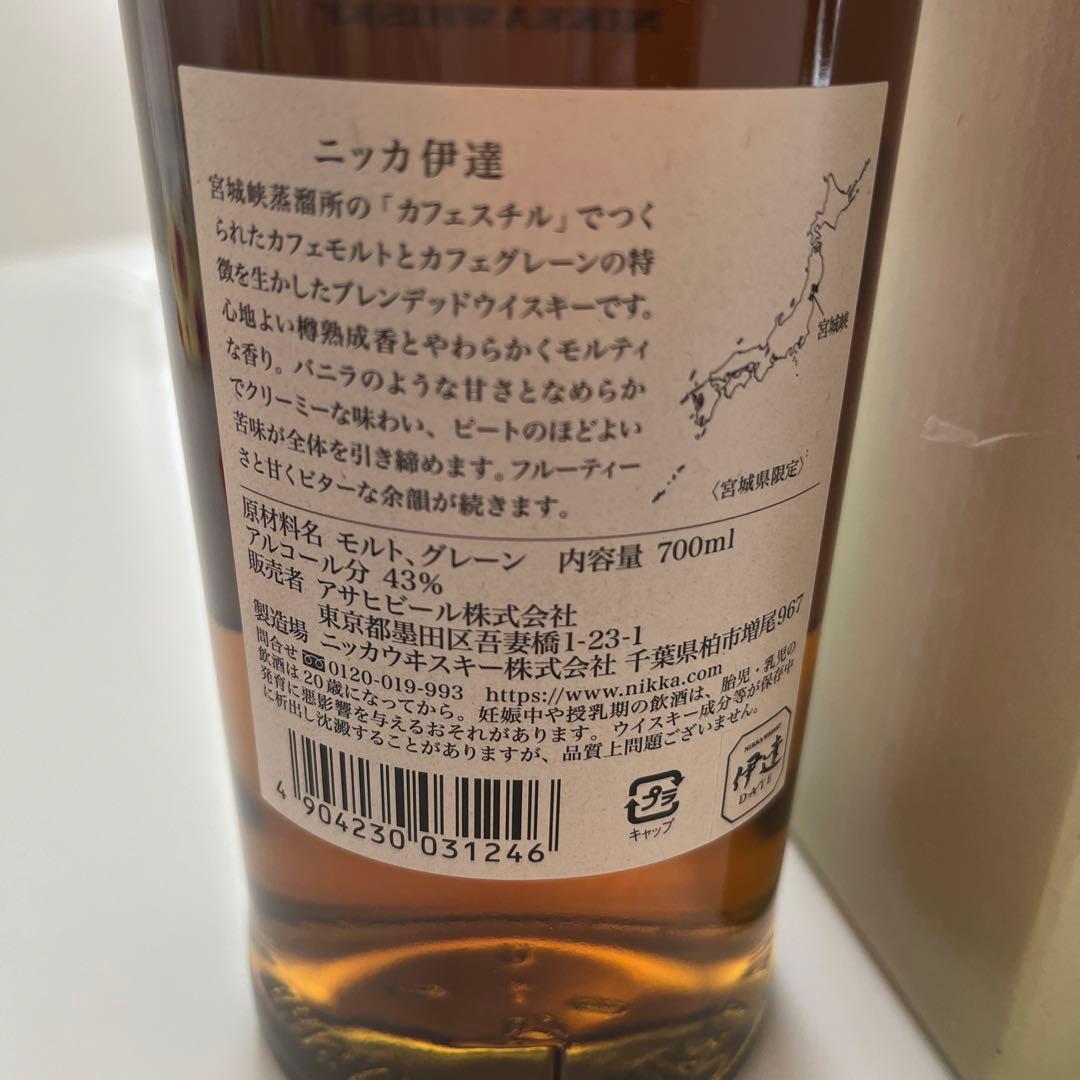 NIKKA WHISKY
ニッカ 伊達
宮城峡蒸溜所の「カフェスチル」でつく
られたカフェモルトとカフェグレーンの特
徴を生かしたブレンデッドウイスキーです。
心地よい樽熟成香とやわらかくモルティ
な香り。バニラのような甘さとなめらか
でクリーミーな味わい、ピートのほどよい
苦味が全体を引き締めます。フルーティー
さと甘くビターな余韻が続きます。
宮城峡
〈宮城県限定〉
原材料名 モルト、グレーン 内容量 700ml
アルコール分 43%
販売者 アサヒビール株式会社
東京都墨田区吾妻橋1-23-1
製造場 ニッカウヰスキー株式会社 千葉県柏市増尾967
問合せ 0120-019-993 https://www.nikka.com
飲酒は20歳になってから。妊娠中や授乳期の飲酒は、胎児・乳児の
発育に悪影響を与えるおそれがあります。ウイスキー成分等が保存中
に析出し沈澱することがありますが、品質上問題ございません。
4 904230 031246
プラ
キャップ
NIKKA WHISKY
伊達
DATE